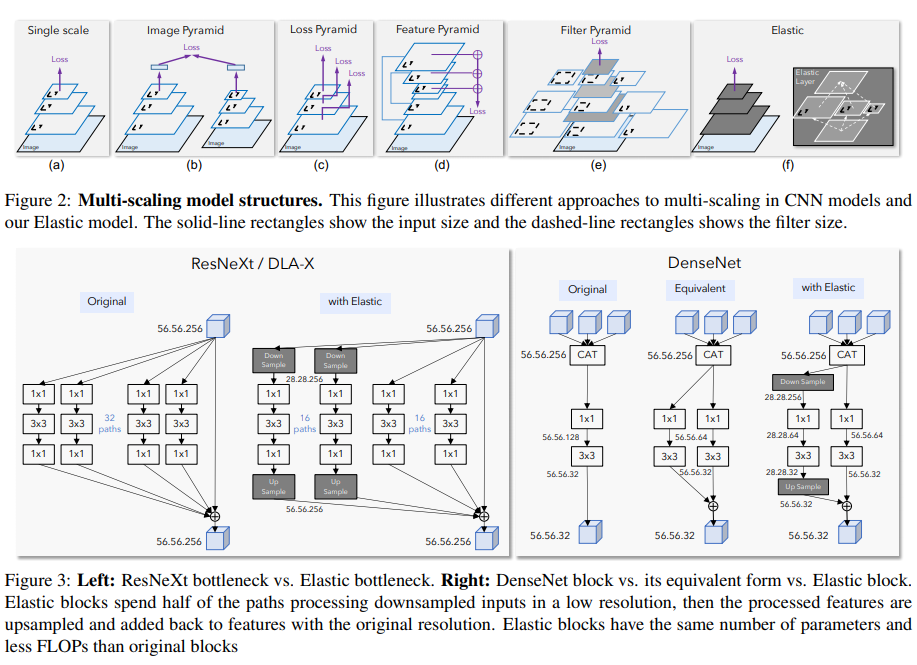 Single scale
Image Pyramid
Loss Pyramid
Feature Pyramid
Filter Pyramid
Elastic
Loss
Loss
Loss
Loss
Loss
Loss
Loss
Loss
Elastic
Layer
Image
Image
Image
Image
Image
Image
Image
(a)
(b)
(c)
(d)
(e)
(f)
Figure 2: Multi-scaling model structures. This figure illustrates different approaches to multi-scaling in CNN models and
our Elastic model. The solid-line rectangles show the input size and the dashed-line rectangles shows the filter size.
ResNeXt / DLA-X
Original
with Elastic
56.56.256
56.56.256
Down
Sample
Down
Sample
28.28.256
1x1
1x1
1x1
1x1
1x1
1x1
1x1
1x1
3x3
3x3
32
paths
3x3
3x3
3x3
16
paths
3x3
3x3
16
paths
3x3
1x1
1x1
1x1
1x1
1x1
1x1
1x1
1x1
Up
Sample
Up
Sample
56.56.256
56.56.256
56.56.256
DenseNet
Original
Equivalent
with Elastic
56.56.256
CAT
56.56.256
CAT
56.56.256
CAT
Down Sample
28.28.256
1x1
1x1
1x1
1x1
1x1
56.56.128
56.56.64
28.28.64
56.56.64
3x3
3x3
3x3
3x3
3x3
56.56.32
56.56.32
28.28.32
56.56.32
Up Sample
56.56.32
56.56.32
56.56.32
56.56.32
Figure 3: Left: ResNeXt bottleneck vs. Elastic bottleneck. Right: DenseNet block vs. its equivalent form vs. Elastic block.
Elastic blocks spend half of the paths processing downsampled inputs in a low resolution, then the processed features are
upsampled and added back to features with the original resolution. Elastic blocks have the same number of parameters and
less FLOPs than original blocks